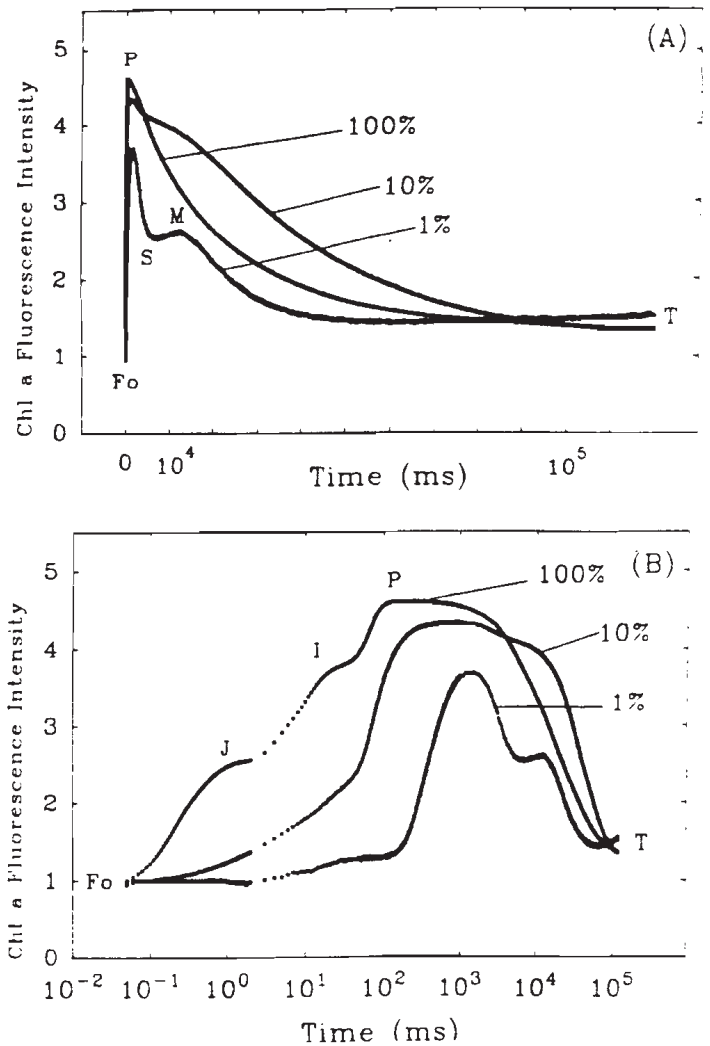 (A)
5
4
3
2
1
0
Chl a Fluorescence Intensity
P
100%
10%
1%
M
S
T
Fo
0 10⁴ 10⁵
Time (ms)
(B)
5
4
3
2
1
0
Chl a Fluorescence Intensity
P
100%
10%
I
1%
J
T
Fo
10⁻² 10⁻¹ 10⁰ 10¹ 10² 10³ 10⁴ 10⁵
Time (ms)